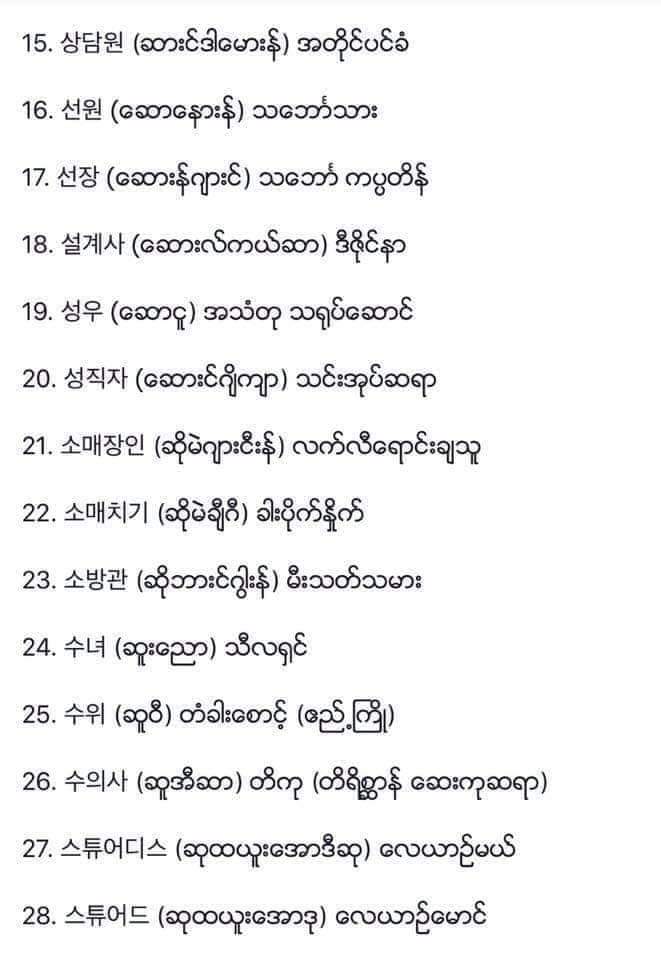 15. 상담원 (ဆားင်ဒါမေားန်) အတိုင်ပင်ခံ
16. 선원 (ဆောနေားန်) သင်္ဘောသား
17. 선장 (ဆေားန်ဂျားင်) သင်္ဘော ကပ္ပတိန်
18. 설계사 (ဆေားလ်ကယ်ဆာ) ဒီဇိုင်နာ
19. 성우 (ဆောငူ) အသံတု သရုပ်ဆောင်
20. 성직자 (ဆေားင်ဂျိကျာ) သင်းအုပ်ဆရာ
21. 소매장인 (ဆိုမဲဂျားငီးန်) လက်လီရောင်းချသူ
22. 소매치기 (ဆိုမဲချီဂီ) ခါးပိုက်နှိုက်
23. 소방관 (ဆိုဘားင်ဂွါးန်) မီးသတ်သမား
24. 수녀 (ဆူးညော) သီလရှင်
25. 수위 (ဆူဝီ) တံခါးစောင့် (ဧည့်ကြို)
26. 수의사 (ဆူအီဆာ) တိကု (တိရိစ္ဆာန် ဆေးကုဆရာ)
27. 스튜어디스 (ဆုထယူးအောဒီဆု) လေယာဉ်မယ်
28. 스튜어드 (ဆုထယူးအောဒု) လေယာဉ်မောင်